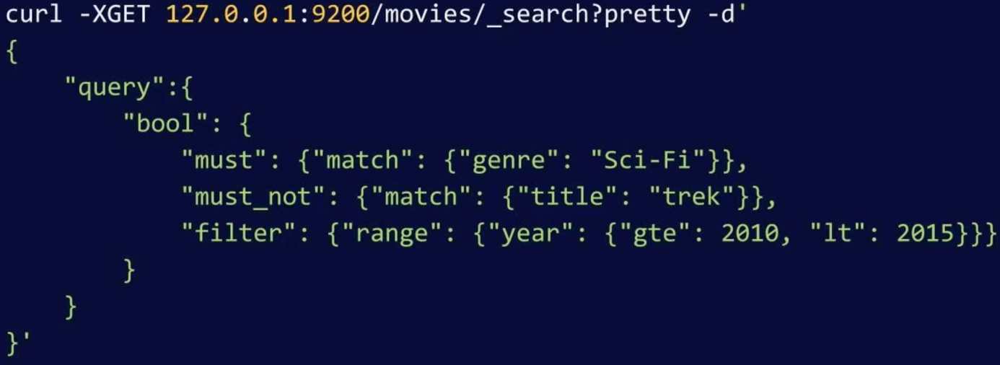 curl -XGET 127.0.0.1:9200/movies/_search?pretty -d'
{
    "query":{
        "bool": {
            "must": {"match": {"genre": "Sci-Fi"}},
            "must_not": {"match": {"title": "trek"}},
            "filter": {"range": {"year": {"gte": 2010, "lt": 2015}}}
        }
    }
}'